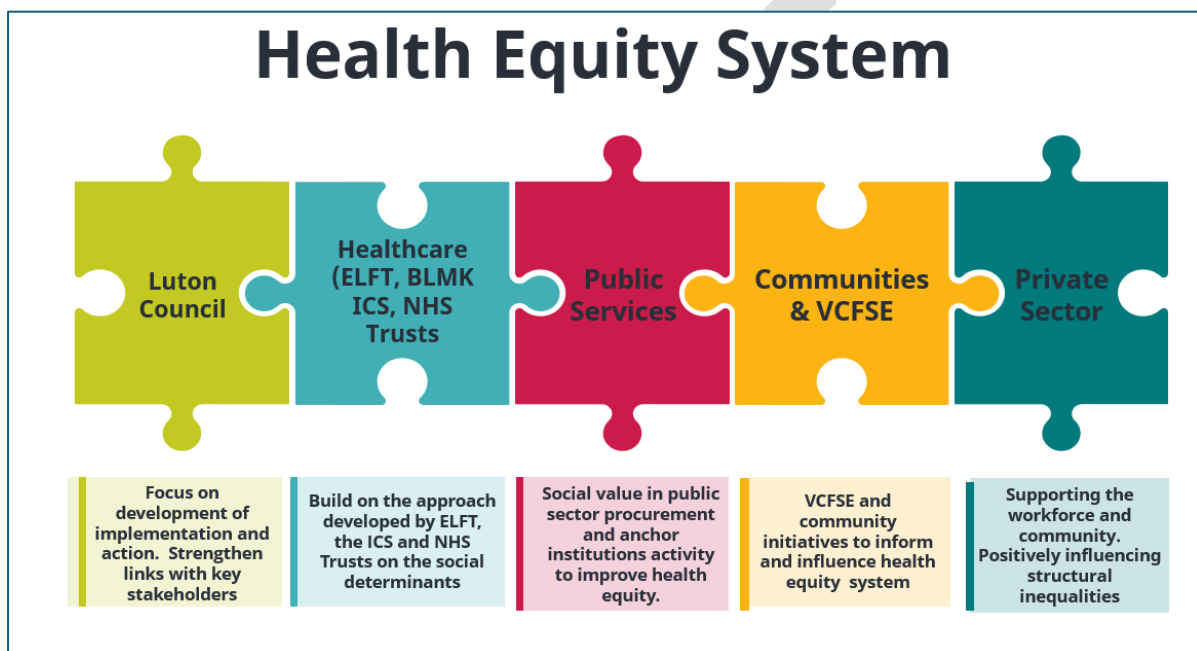 Health Equity System
Luton
Council
Healthcare
(ELFT, BLMK
ICS, NHS
Trusts
Public
Services
Communities
& VCFSE
Private
Sector
Focus on
development of
implementation and
action. Strengthen
links with key
stakeholders
Build on the approach
developed by ELFT,
the ICS and NHS
Trusts on the social
determinants
Social value in public
sector procurement
and anchor
institutions activity
to improve health
equity.
VCFSE and
community
initiatives to inform
and influence health
equity system
Supporting the
workforce and
community.
Positively influencing
structural
inequalities